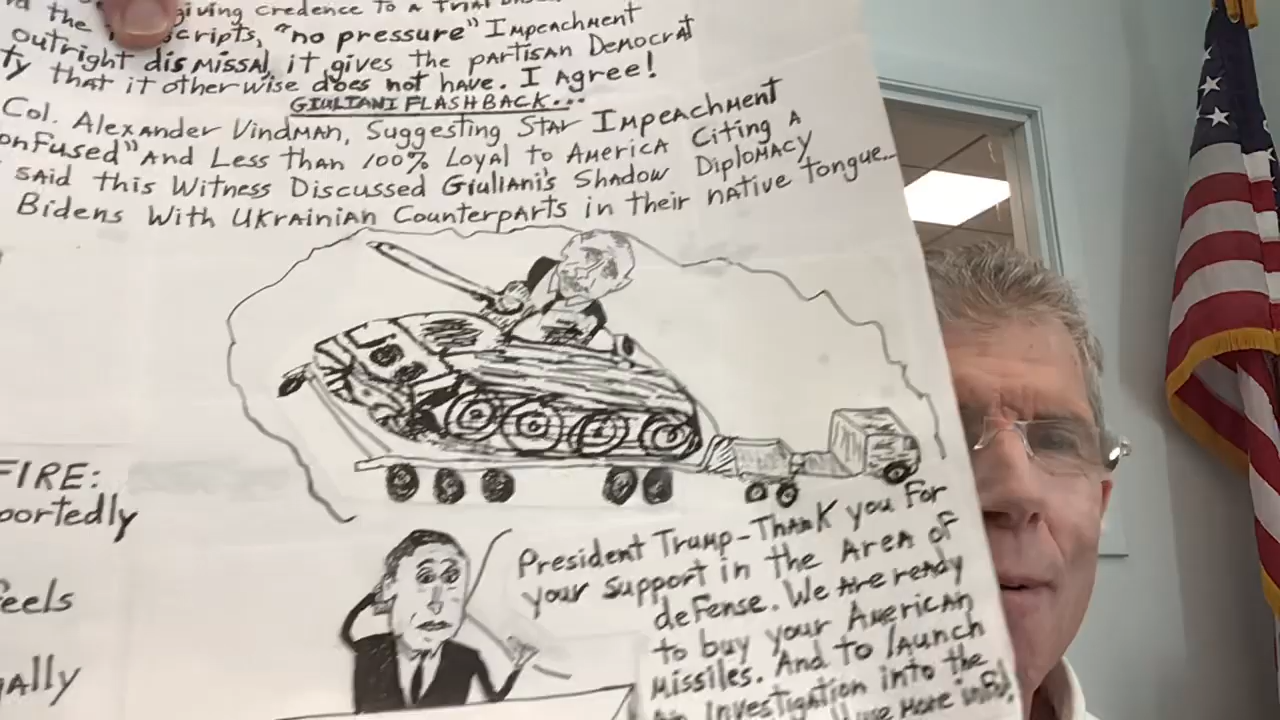 the giving credence to a
scripts, "no pressure" Impeachment
outright dismissal, it gives the partisan Democrat
ty that it otherwise does not have. I Agree!
GIULIANI FLASHBACK...
Col. Alexander Vindman, Suggesting Star Impeachment
onFused" And Less than 100% Loyal to America Citing A
said this Witness Discussed Giuliani's Shadow Diplomacy
Bidens With Ukrainian Counterparts in their native tongue...
FIRE:
portedly
eels
ally
President Trump-Thank you for
your support in the area of
defense. We are ready
to buy your American
missiles. And to launch
An Investigation into the